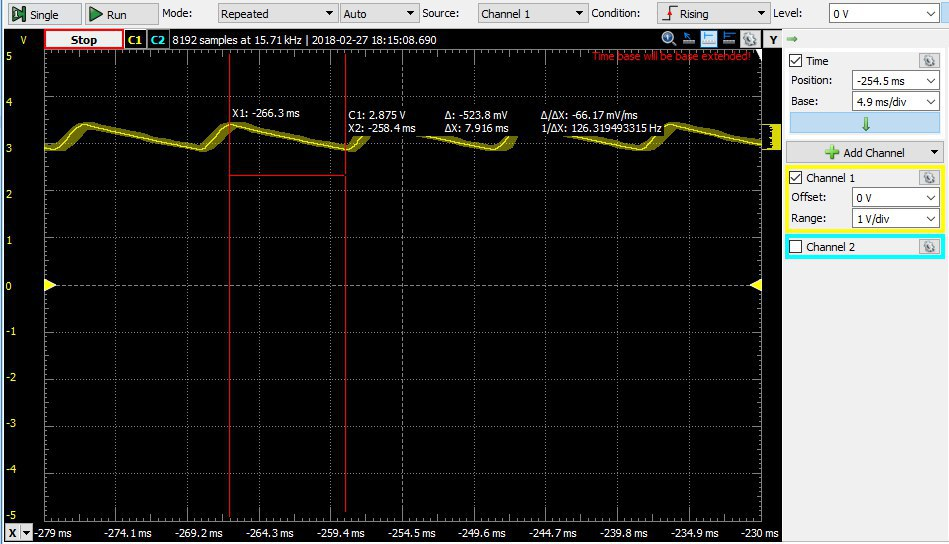 Single Run Mode: Repeated Auto Source: Channel 1 Condition: Rising Level: 0 V
V Stop C1 C2 8192 samples at 15.71 kHz | 2018-02-27 18:15:08.690 Y
Time base will be base extended!
5
4
3
2
1
0
-1
-2
-3
-4
-5
X1: -266.3 ms
C1: 2.875 V Δ: -523.8 mV Δ/ΔX: -66.17 mV/ms
X2: -258.4 ms ΔX: 7.916 ms 1/ΔX: 126.319493315 Hz
X -279 ms -274.1 ms -269.2 ms -264.3 ms -259.4 ms -254.5 ms -249.6 ms -244.7 ms -239.8 ms -234.9 ms -230 ms
Time
Position: -254.5 ms
Base: 4.9 ms/div
Add Channel
Channel 1
Offset: 0 V
Range: 1 V/div
Channel 2